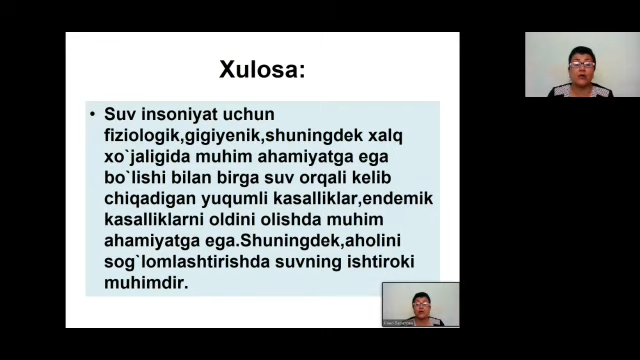 Xulosa:
• Suv insoniyat uchun
fiziologik,gigiyenik,shuningdek xalq
xo`jaligida muhim ahamiyatga ega
bo`lishi bilan birga suv orqali kelib
chiqadigan yuqumli kasalliklar,endemik
kasalliklarni oldini olishda muhim
ahamiyatga ega.Shuningdek,aholini
sog`lomlashtirishda suvning ishtiroki
muhimdir.